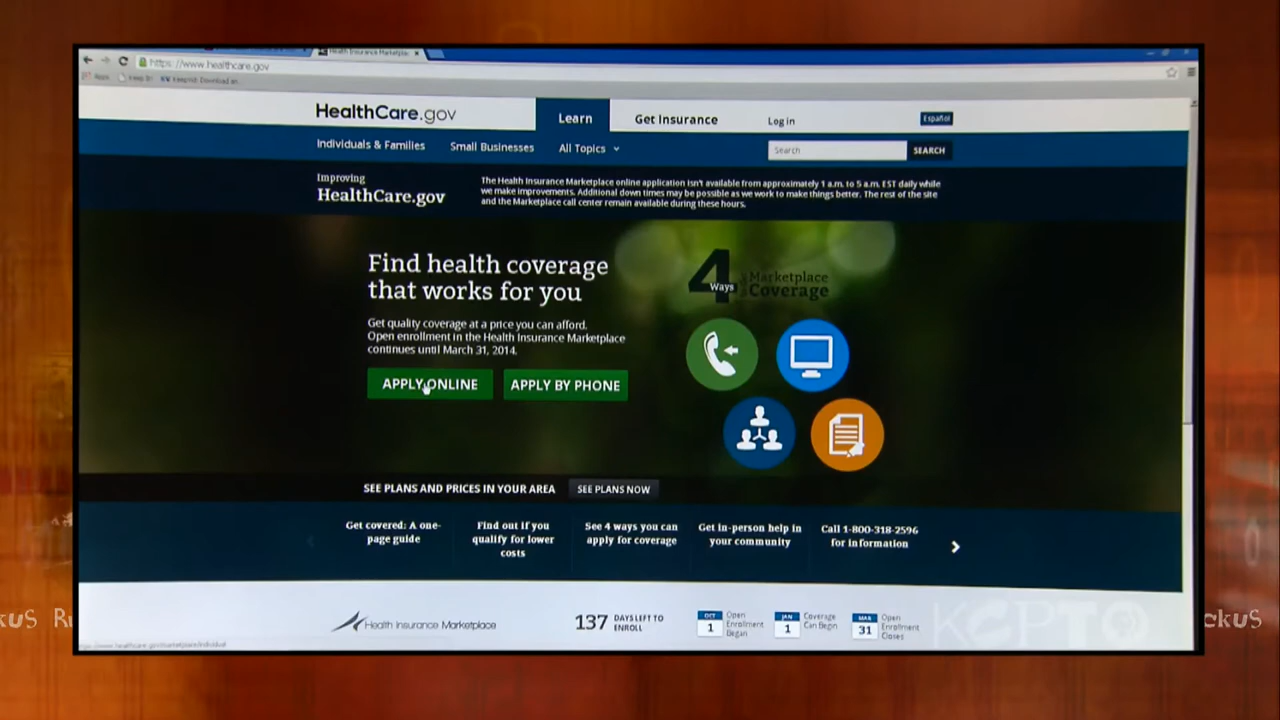 Health Insurance Marketplace
https://www.healthcare.gov
Apps
HealthCare.gov
Learn
Get Insurance
Log in
Español
Individuals & Families
Small Businesses
All Topics
Search
SEARCH
Improving
HealthCare.gov
The Health Insurance Marketplace online application isn't available from approximately 1 a.m. to 5 a.m. EST daily while
we make improvements. Additional down times may be possible as we work to make things better. The rest of the site
and the Marketplace call center remain available during these hours.
Find health coverage
that works for you
Get quality coverage at a price you can afford.
Open enrollment in the Health Insurance Marketplace
continues until March 31, 2014.
APPLY ONLINE
APPLY BY PHONE
4
Ways
Marketplace
Coverage
SEE PLANS AND PRICES IN YOUR AREA
SEE PLANS NOW
Get covered: A one-
page guide
Find out if you
qualify for lower
costs
See 4 ways you can
apply for coverage
Get in-person help in
your community
Call 1-800-318-2596
for information
Health Insurance Marketplace
137
DAYS LEFT TO
ENROLL
OCT
1
Open
Enrollment
Began
JAN
1
Coverage
Can Begin
MAR
31
Open
Enrollment
Closes
KCPT